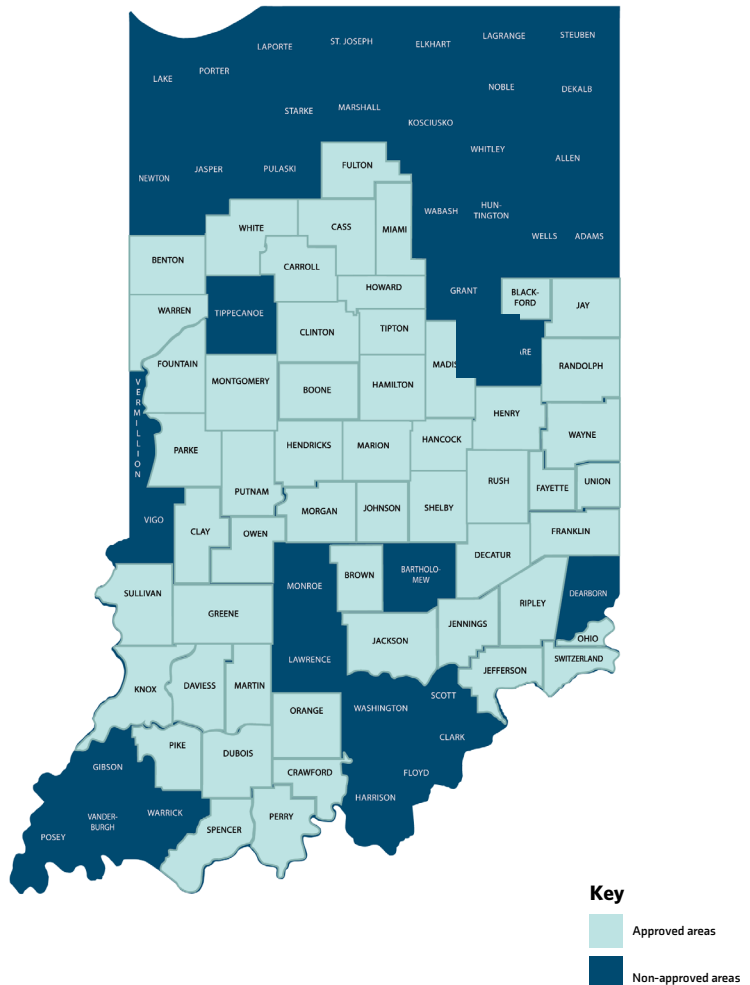 LAPORTE
ST. JOSEPH
ELKHART
LAGRANGE
STEUBEN
LAKE
PORTER
NOBLE
DEKALB
STARKE
MARSHALL
KOSCIUSKO
WHITLEY
ALLEN
NEWTON
JASPER
PULASKI
FULTON
WABASH
HUN-
TINGTON
WHITE
CASS
MIAMI
WELLS
ADAMS
BENTON
CARROLL
HOWARD
GRANT
BLACK-
FORD
JAY
WARREN
TIPPECANOE
CLINTON
TIPTON
FOUNTAIN
MADIS
ARE
RANDOLPH
VERMILLION
MONTGOMERY
BOONE
HAMILTON
HENRY
PARKE
HENDRICKS
MARION
HANCOCK
WAYNE
PUTNAM
RUSH
FAYETTE
UNION
VIGO
CLAY
OWEN
MORGAN
JOHNSON
SHELBY
FRANKLIN
DECATUR
SULLIVAN
GREENE
MONROE
BROWN
BARTHOLO-
MEW
RIPLEY
DEARBORN
JACKSON
JENNINGS
OHIO
SWITZERLAND
KNOX
DAVIESS
MARTIN
LAWRENCE
JEFFERSON
ORANGE
WASHINGTON
SCOTT
PIKE
DUBOIS
CLARK
GIBSON
CRAWFORD
FLOYD
HARRISON
POSEY
VANDER-
BURGH
WARRICK
SPENCER
PERRY
Key
Approved areas
Non-approved areas